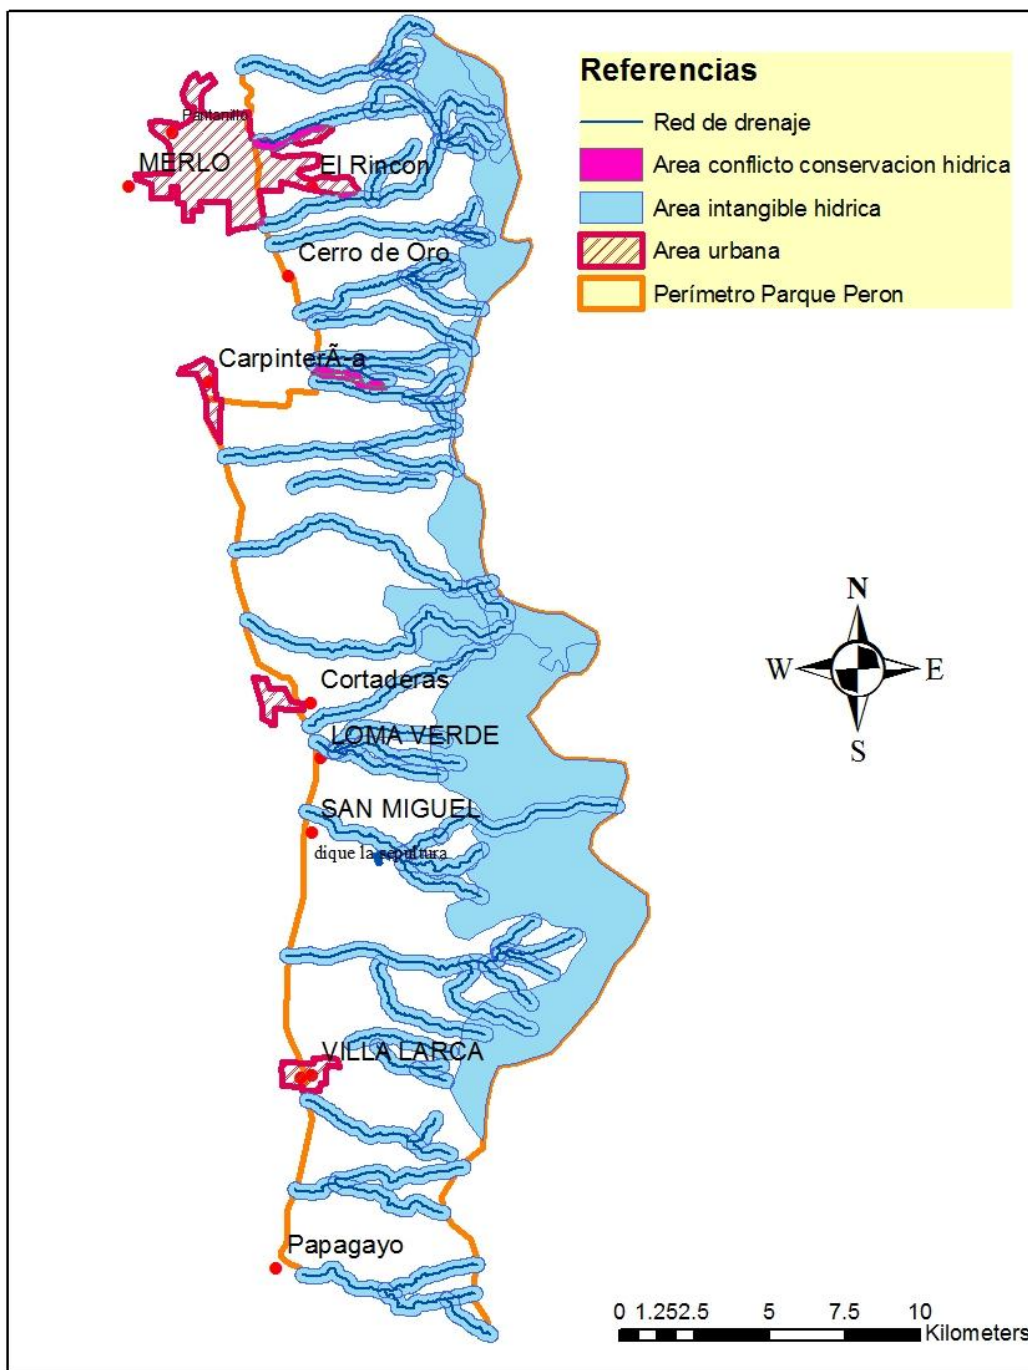 Referencias
Red de drenaje
Area conflicto conservacion hidrica
Area intangible hidrica
Area urbana
Perímetro Parque Peron
Pantanillo
MERLO
El Rincon
Cerro de Oro
CarpinterÃ-a
Cortaderas
LOMA VERDE
SAN MIGUEL
dique la sepultura
VILLA LARCA
Papagayo
N
W E
S
0 1.252.5 5 7.5 10
Kilometers